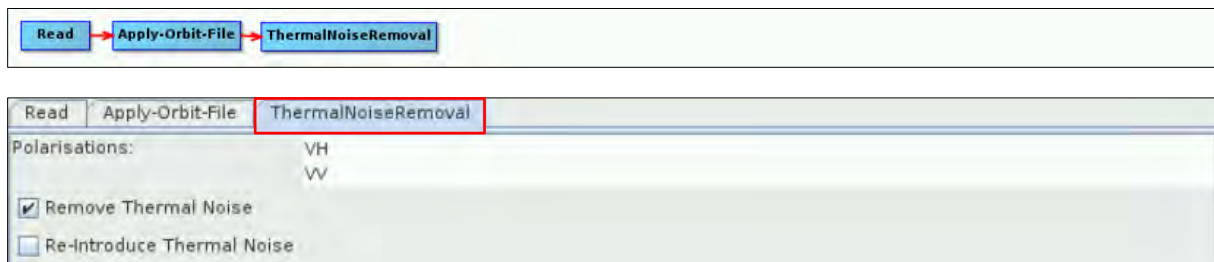 Read Apply-Orbit-File ThermalNoiseRemoval
Read Apply-Orbit-File ThermalNoiseRemoval
Polarisations: VH
VV
Remove Thermal Noise
Re-Introduce Thermal Noise